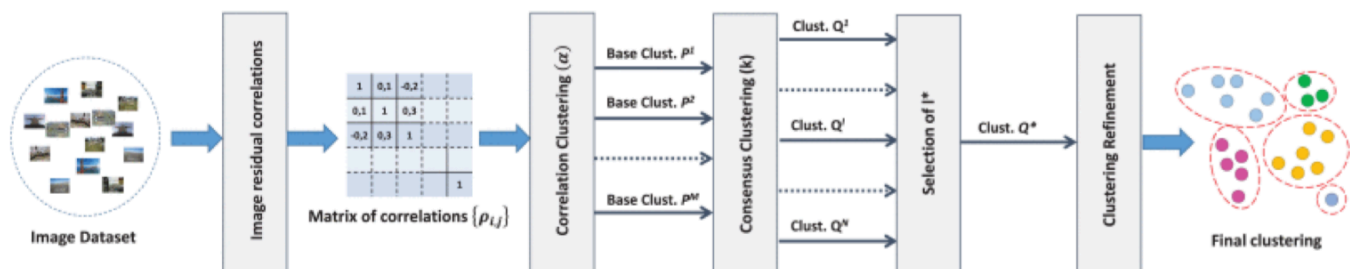 Image Dataset
Image residual correlations
1 0,1 -0,2
0,1 1 0,3
-0,2 0,3 1
1
Matrix of correlations {ρi,j}
Correlation Clustering (α)
Base Clust. P¹
Base Clust. P²
Base Clust. Pᴹ
Consensus Clustering (k)
Clust. Q¹
Clust. Qˡ
Clust. Qᴺ
Selection of l*
Clust. Q*
Clustering Refinement
Final clustering